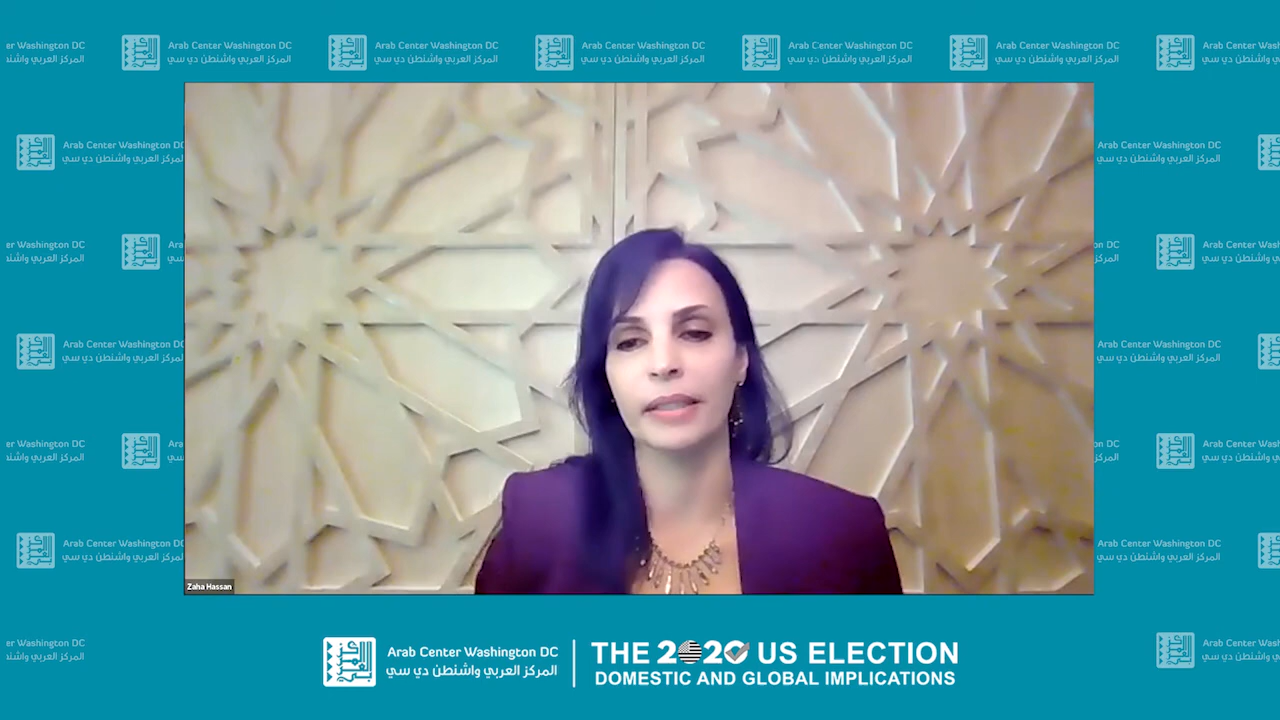 Arab Center Washington DC
المركز العربي واشنطن دي سي
Zaha Hassan
Arab Center Washington DC
المركز العربي واشنطن دي سي
THE 2020 US ELECTION
DOMESTIC AND GLOBAL IMPLICATIONS